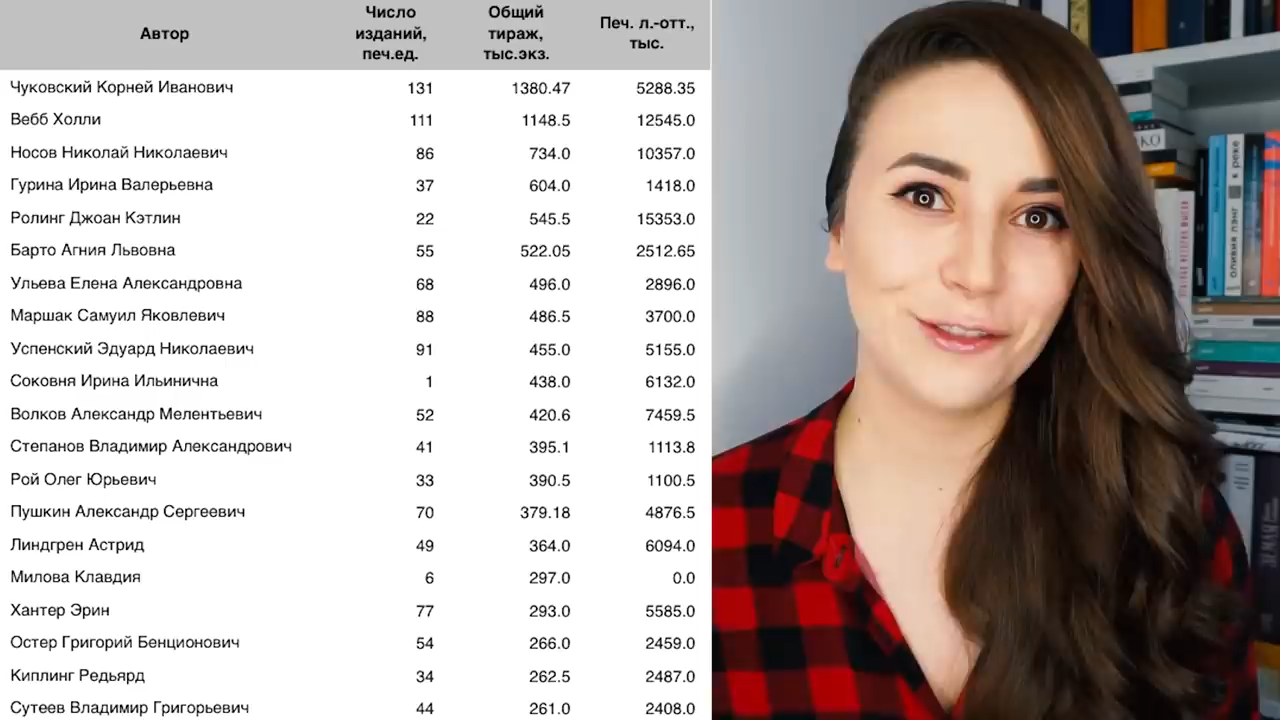 Автор Число изданий, печ.ед. Общий тираж, тыс.экз. Печ. л.-отт., тыс.
Чуковский Корней Иванович 131 1380.47 5288.35
Вебб Холли 111 1148.5 12545.0
Носов Николай Николаевич 86 734.0 10357.0
Гурина Ирина Валерьевна 37 604.0 1418.0
Ролинг Джоан Кэтлин 22 545.5 15353.0
Барто Агния Львовна 55 522.05 2512.65
Ульева Елена Александровна 68 496.0 2896.0
Маршак Самуил Яковлевич 88 486.5 3700.0
Успенский Эдуард Николаевич 91 455.0 5155.0
Соковня Ирина Ильинична 1 438.0 6132.0
Волков Александр Мелентьевич 52 420.6 7459.5
Степанов Владимир Александрович 41 395.1 1113.8
Рой Олег Юрьевич 33 390.5 1100.5
Пушкин Александр Сергеевич 70 379.18 4876.5
Линдгрен Астрид 49 364.0 6094.0
Милова Клавдия 6 297.0 0.0
Хантер Эрин 77 293.0 5585.0
Остер Григорий Бенционович 54 266.0 2459.0
Киплинг Редьярд 34 262.5 2487.0
Сутеев Владимир Григорьевич 44 261.0 2408.0
к реке
оливия лэнг